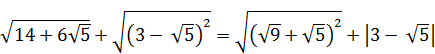 √(14 + 6√5) + √((3 − √5)²) = √((√9 + √5)²) + |3 − √5|